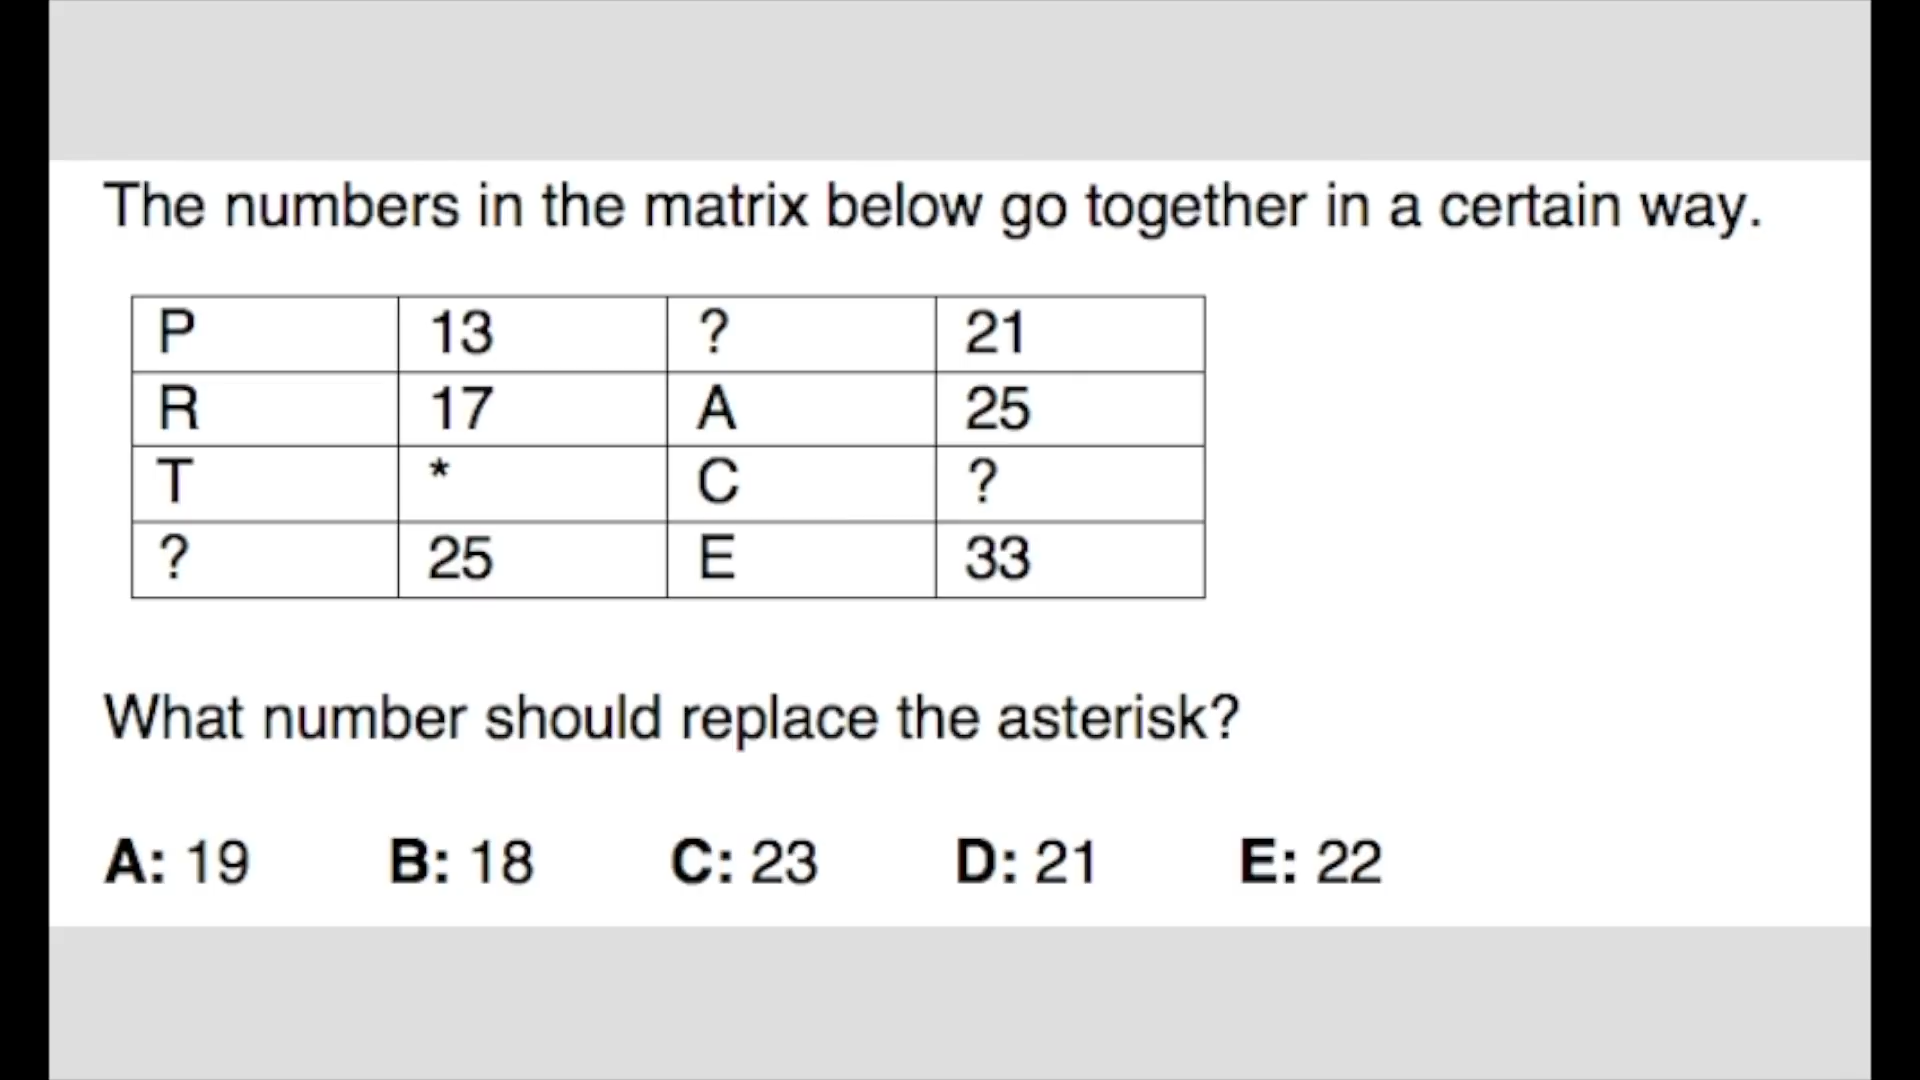 The numbers in the matrix below go together in a certain way.
P 13 ? 21
R 17 A 25
T * C ?
? 25 E 33
What number should replace the asterisk?
A: 19 B: 18 C: 23 D: 21 E: 22